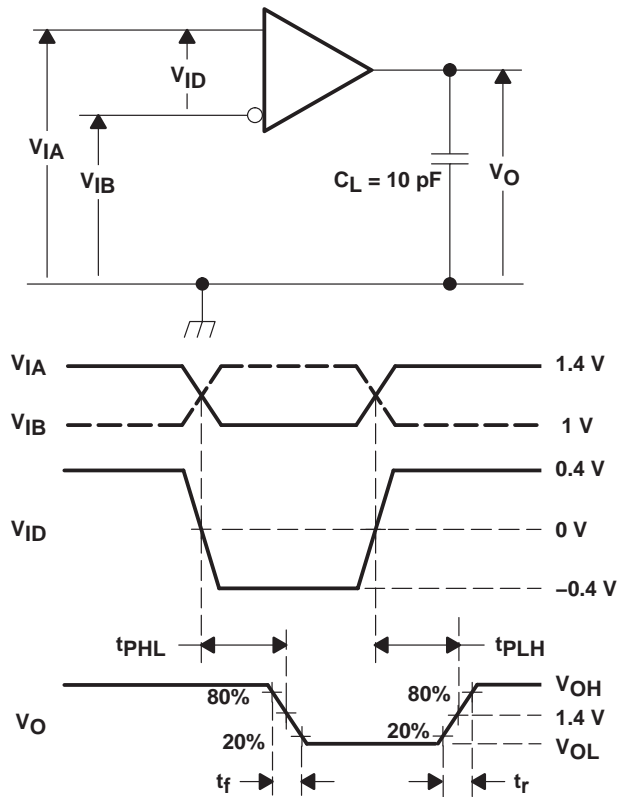 VID
VIA
VIB
CL = 10 pF
VO
VIA
1.4 V
VIB
1 V
0.4 V
VID
0 V
–0.4 V
tPHL
tPLH
80%
80%
VOH
VO
1.4 V
20%
20%
VOL
tf
tr